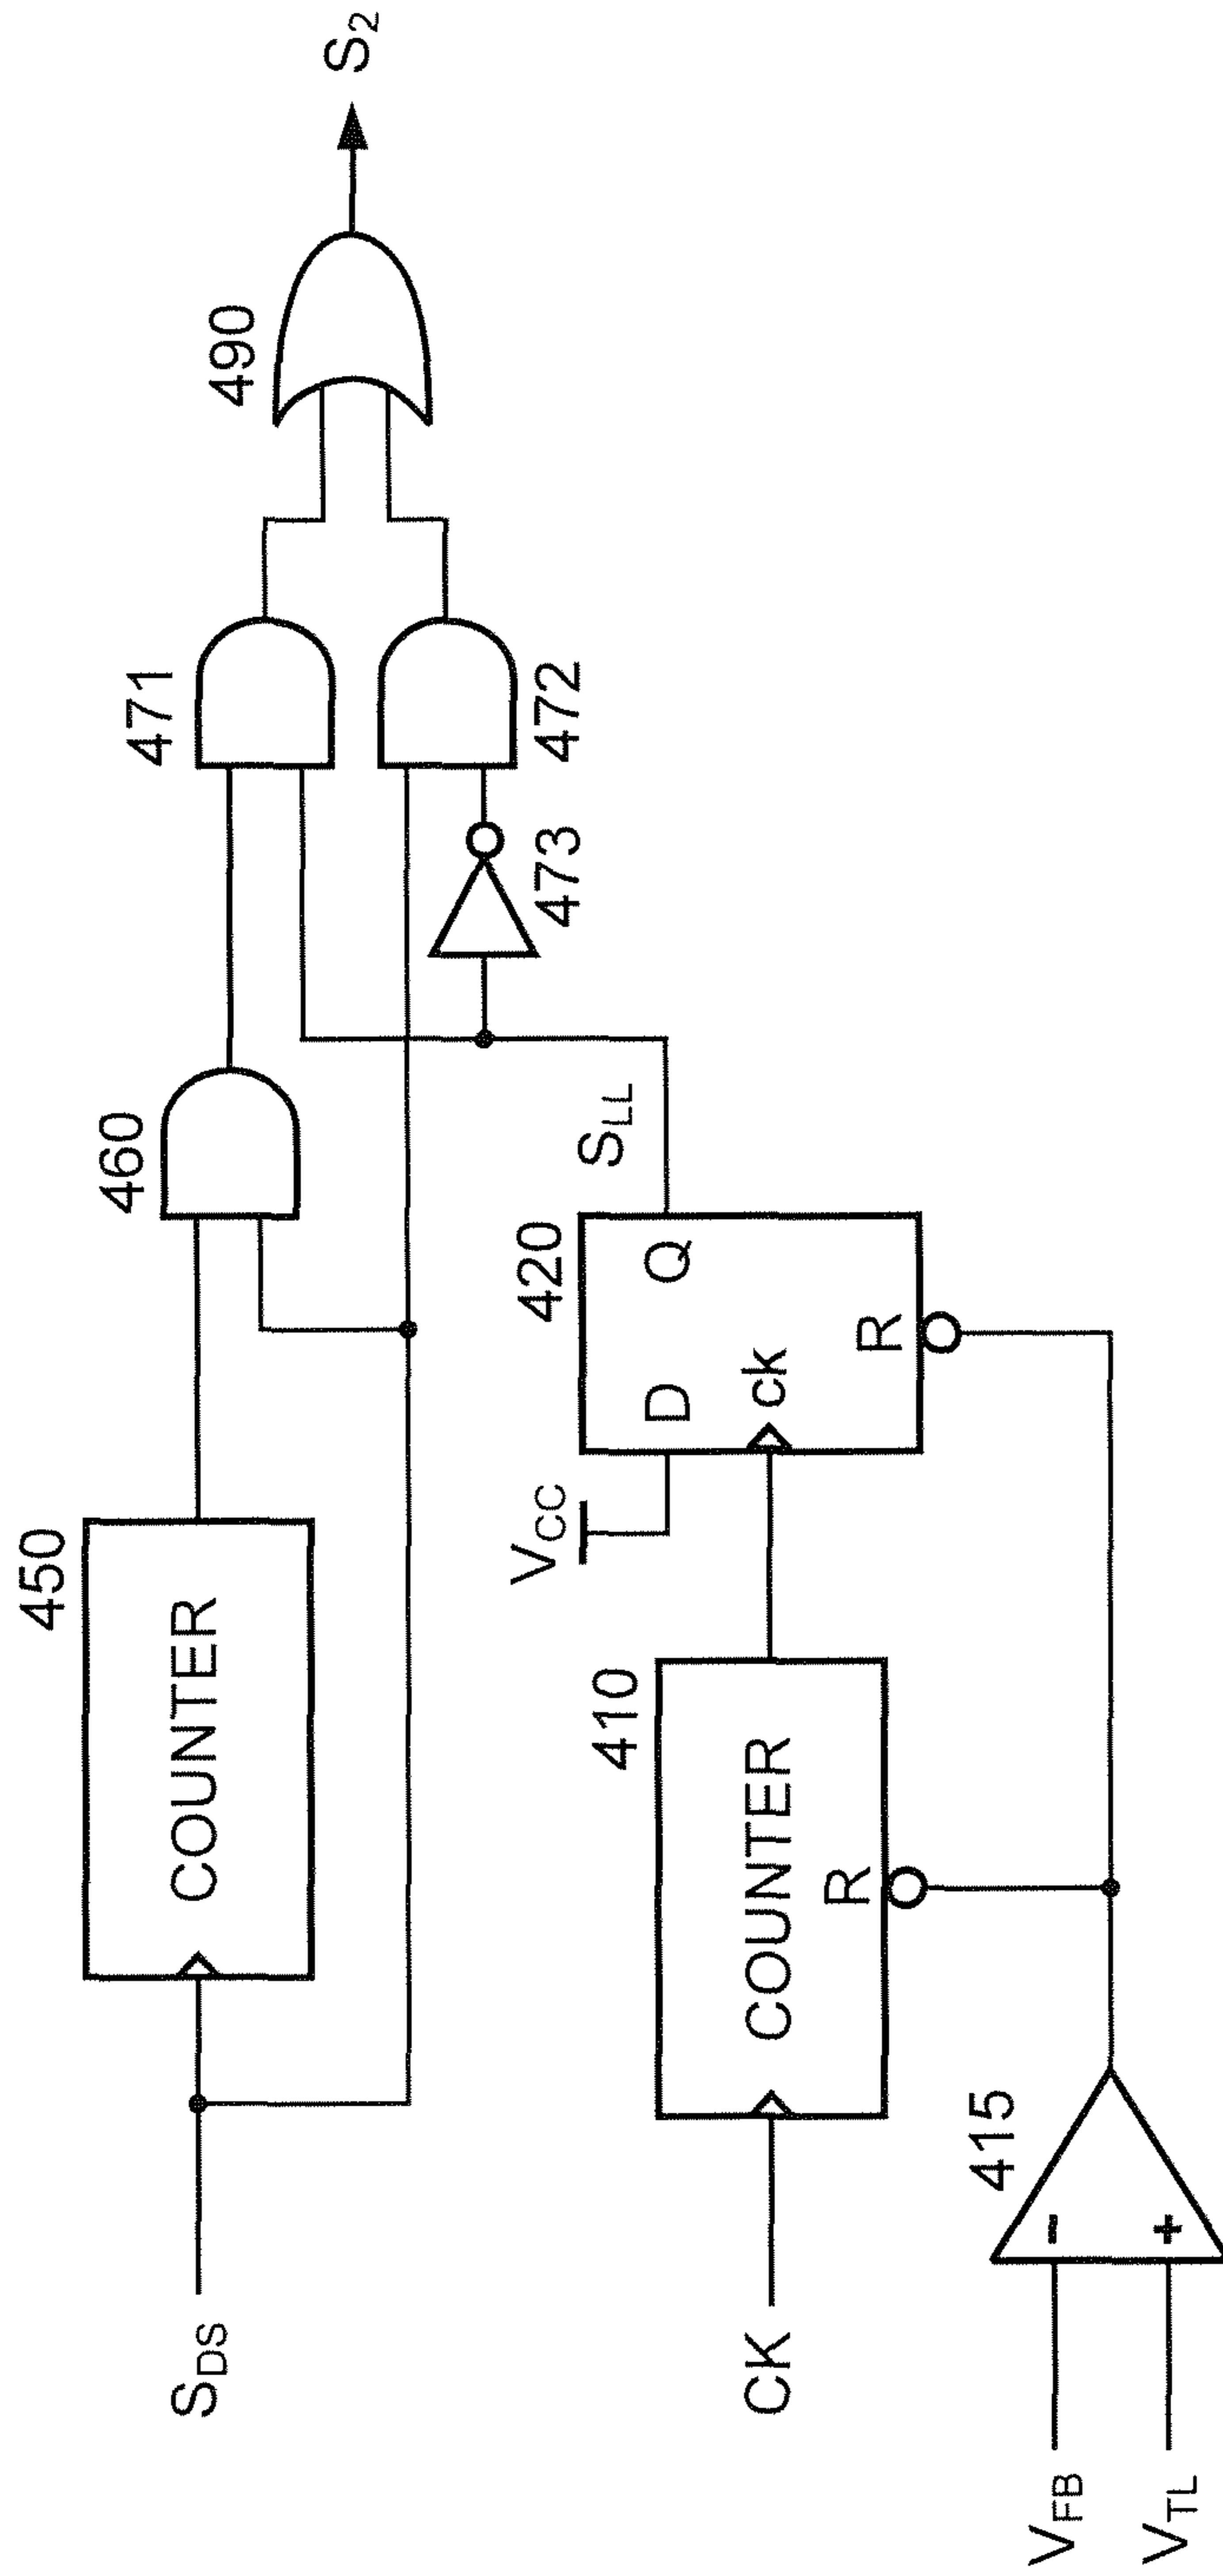 S2
490
471
472
473
460
SLL
450
COUNTER
420
D
Q
ck
R
VCC
410
COUNTER
R
415
-
+
SDS
CK
VFB
VTL